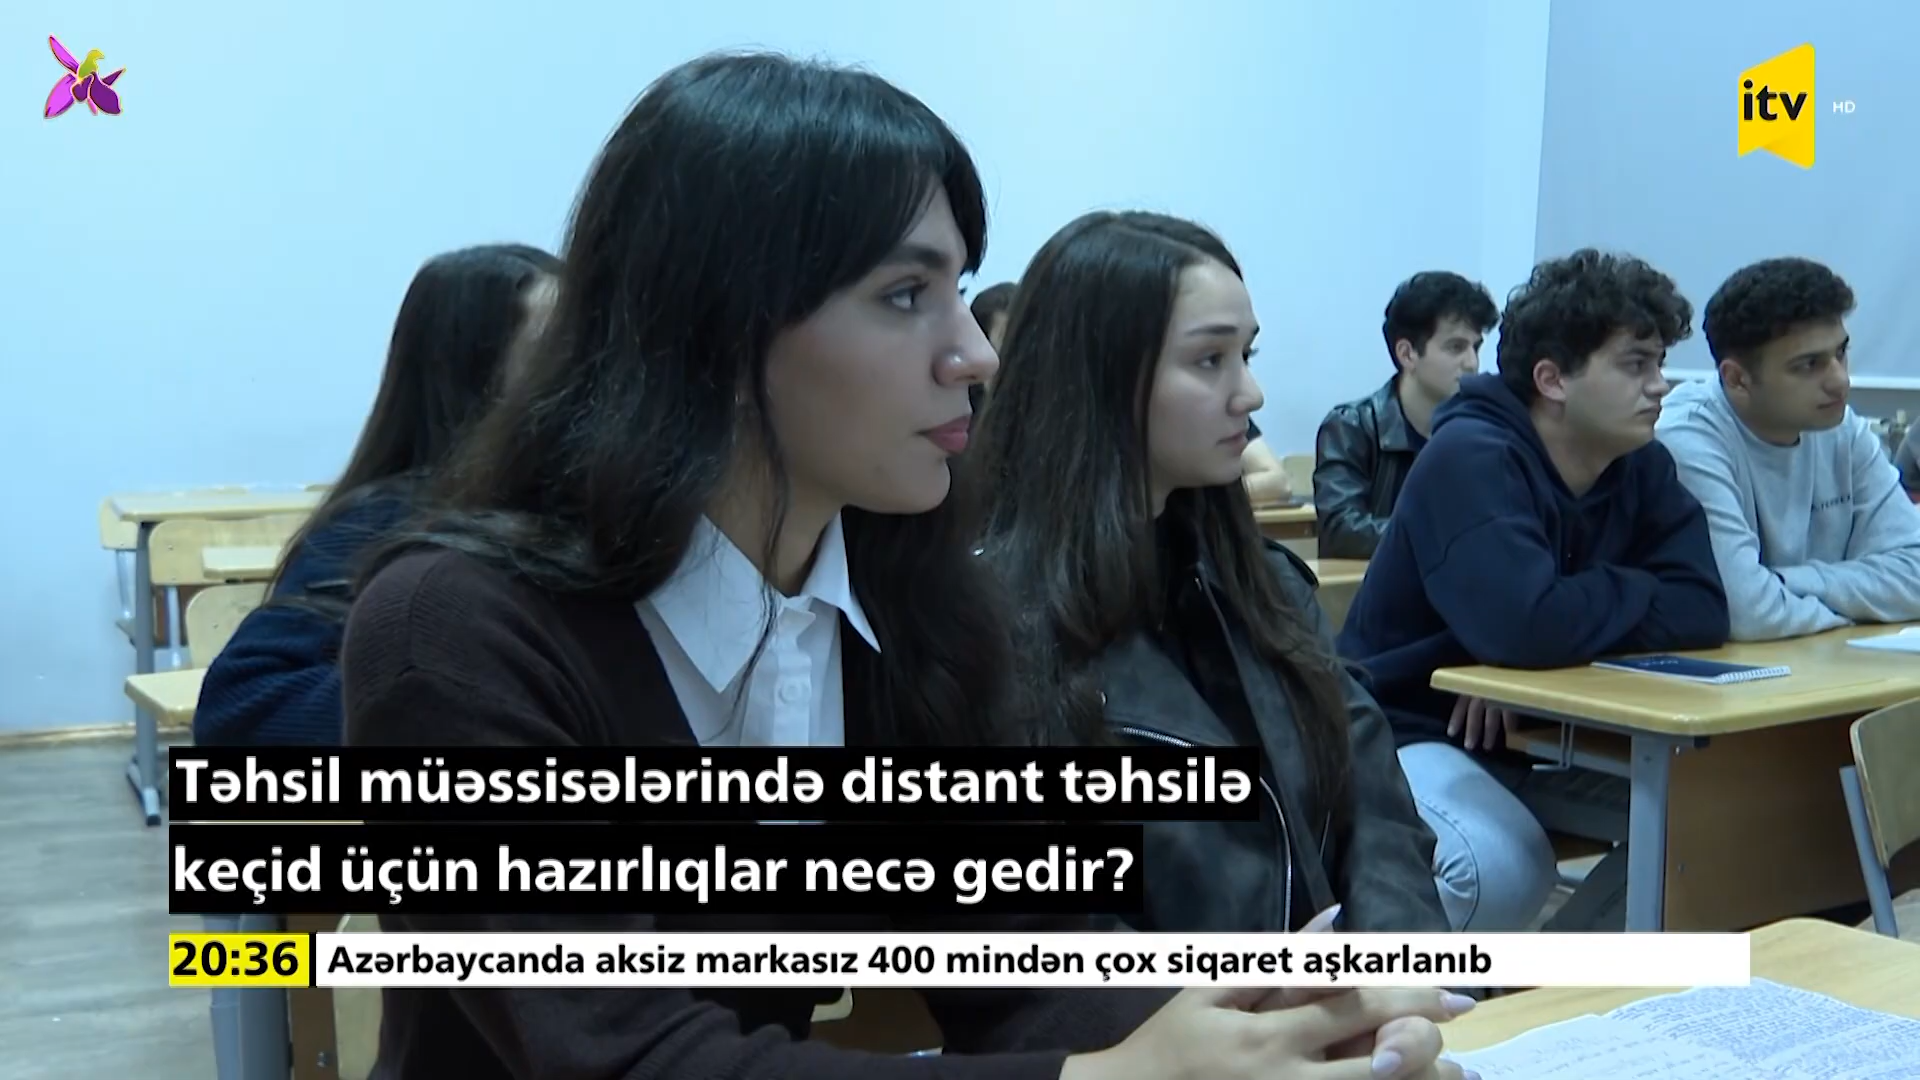 itv HD
Təhsil müəssisələrində distant təhsilə
keçid üçün hazırlıqlar necə gedir?
20:36 Azərbaycanda aksiz markasız 400 mindən çox siqaret aşkarlanıb